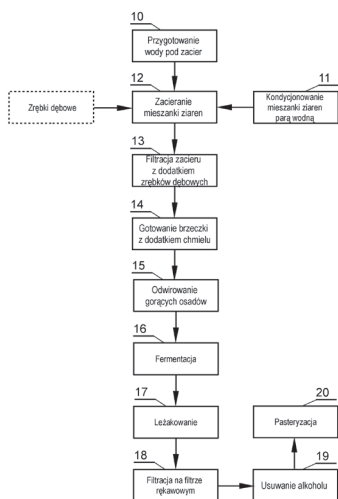 10
Przygotowanie
wody pod zacier
12
11
Zrębki dębowe
Zacieranie
mieszanki ziaren
Kondycjonowanie
mieszanki ziaren
parą wodną
13
Filtracja zacieru
z dodatkiem
zrębków dębowych
14
Gotowanie brzeczki
z dodatkiem chmielu
15
Odwirowanie
gorących osadów
16
Fermentacja
17
20
Leżakowanie
Pasteryzacja
18
19
Filtracja na filtrze
rękawowym
Usuwanie alkoholu